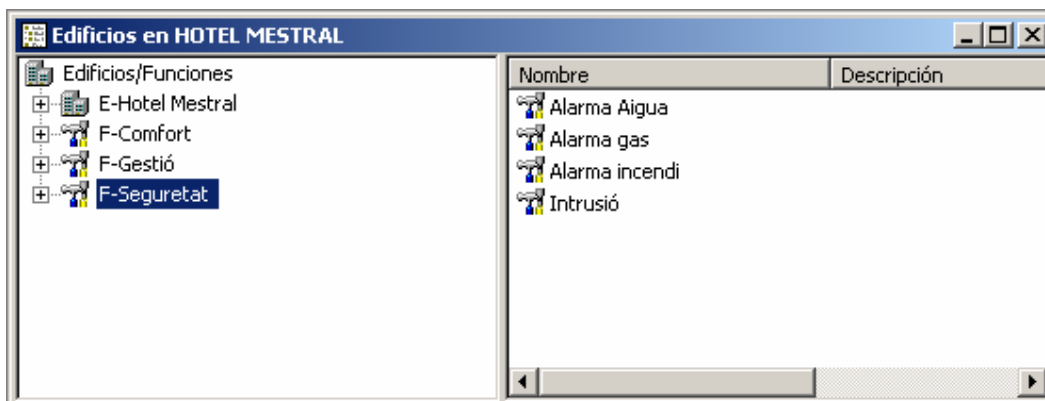 Edificios en HOTEL MESTRAL
Edificios/Funciones
E-Hotel Mestral
F-Comfort
F-Gestió
F-Seguretat
Nombre Descripción
Alarma Aigua
Alarma gas
Alarma incendi
Intrusió